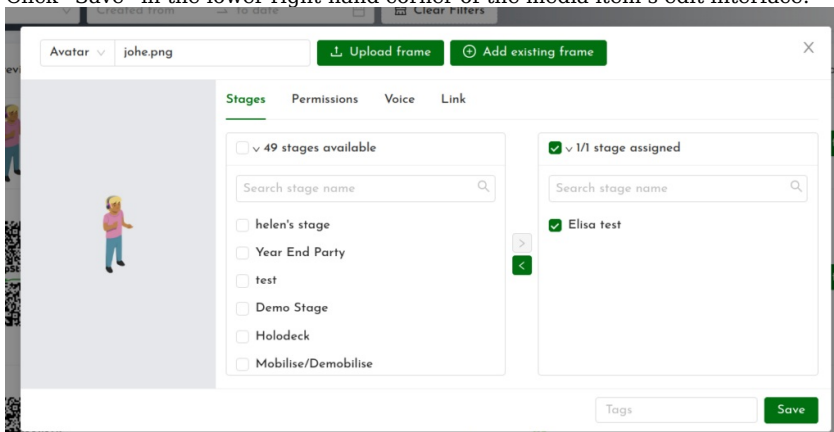 Click "Save" in the lower right-hand corner of the media item's edit interface.
Created from → to date Clear Filters
Avatar johe.png Upload frame Add existing frame
Stages Permissions Voice Link
49 stages available 1/1 stage assigned
Search stage name Search stage name
helen's stage Elisa test
Year End Party
test
Demo Stage
Holodeck
Mobilise/Demobilise
Tags Save